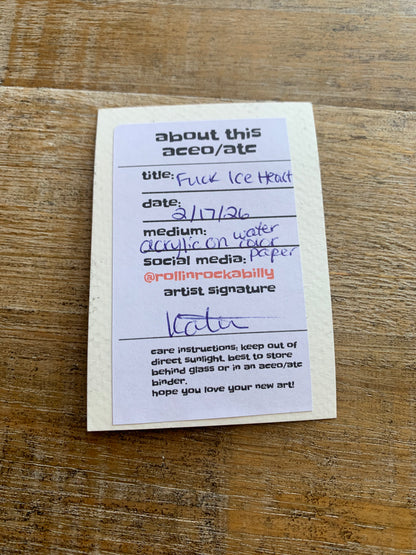 about this
aceo/atc
title: Fuck Ice Heart
date:
2/17/26
medium: water
acrylic on color
social media: paper
@rollinrockabilly
artist signature
Katu
care instructions: keep out of
direct sunlight. best to store
behind glass or in an aceo/atc
binder.
hope you love your new art!